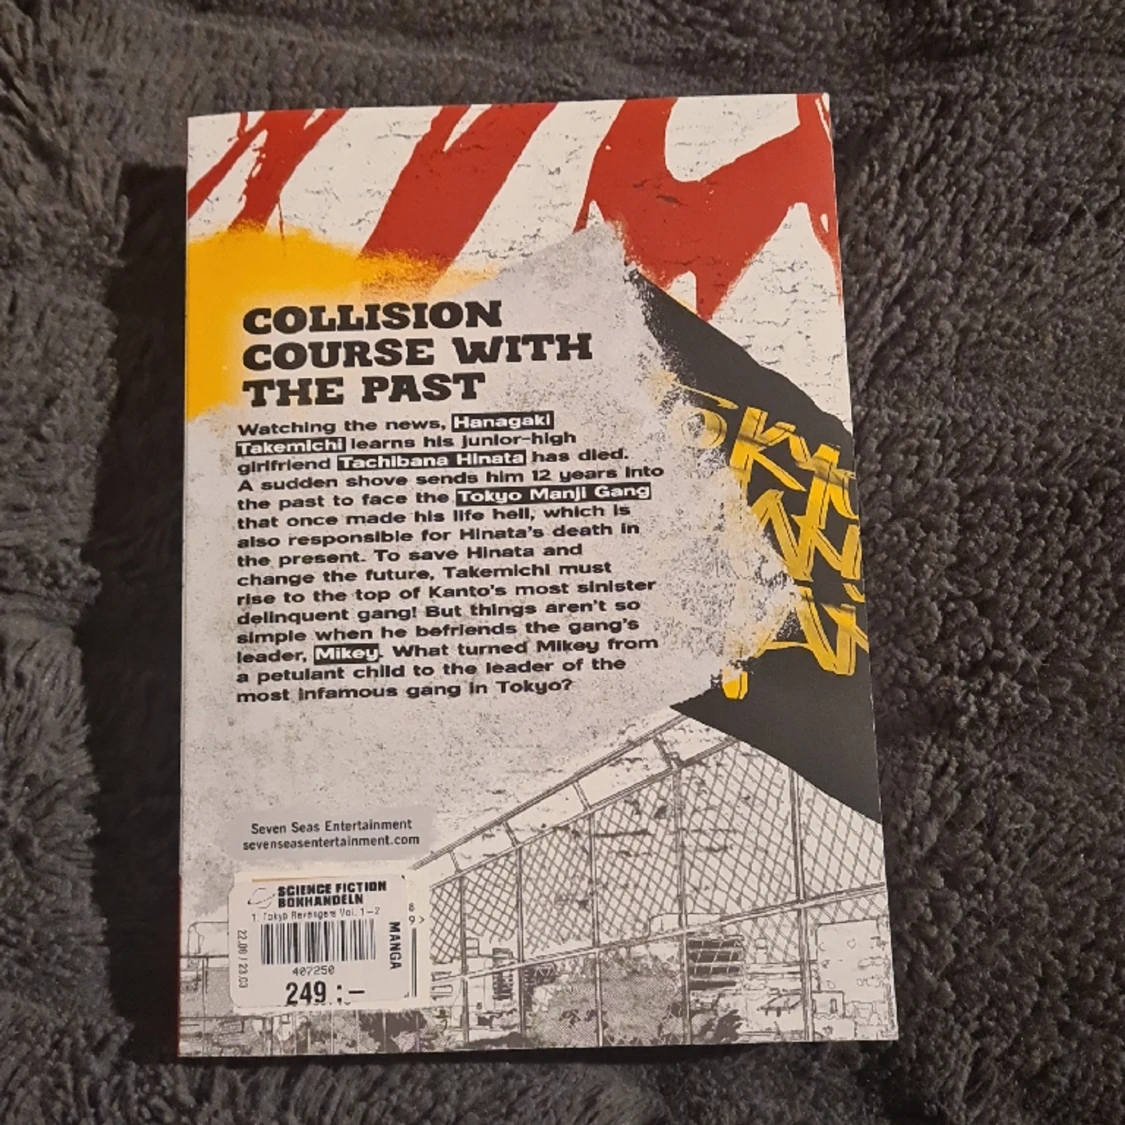 COLLISION
COURSE WITH
THE PAST
Watching the news, Hanagaki
Takemichi learns his junior-high
girlfriend Tachibana Hinata has died.
A sudden shove sends him 12 years into
the past to face the Tokyo Manji Gang
that once made his life hell, which is
also responsible for Hinata's death in
the present. To save Hinata and
change the future, Takemichi must
rise to the top of Kanto's most sinister
delinquent gang! But things aren't so
simple when he befriends the gang's
leader, Mikey. What turned Mikey from
a petulant child to the leader of the
most infamous gang in Tokyo?
Seven Seas Entertainment
sevenseasentertainment.com
SCIENCE FICTION
BOKHANDELN
1. Tokyo Revengers Vol. 1-2
407250
249:-
MANGA